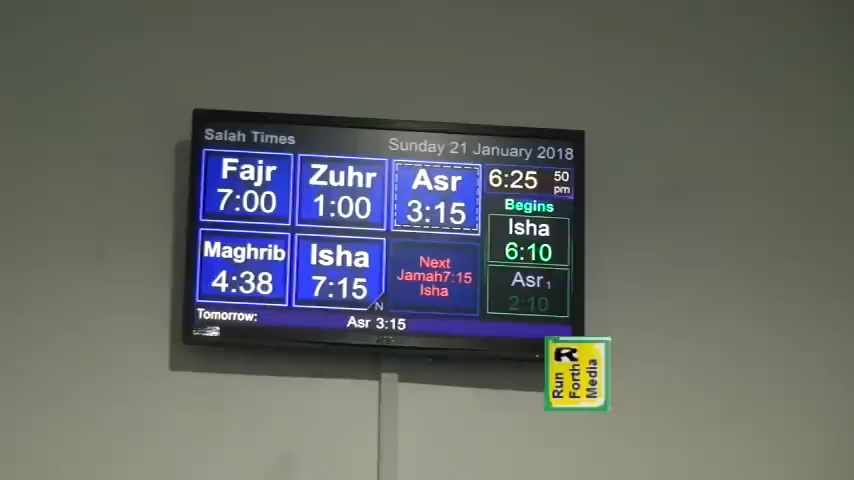 Salah Times
Sunday 21 January 2018
Fajr
7:00
Zuhr
1:00
Asr
3:15
6:25
50
pm
Begins
Isha
6:10
Asr 1
2:10
Maghrib
4:38
Isha
7:15
N
Next
Jamah7:15
Isha
Tomorrow:
Asr 3:15
R
Run
Forth
Media